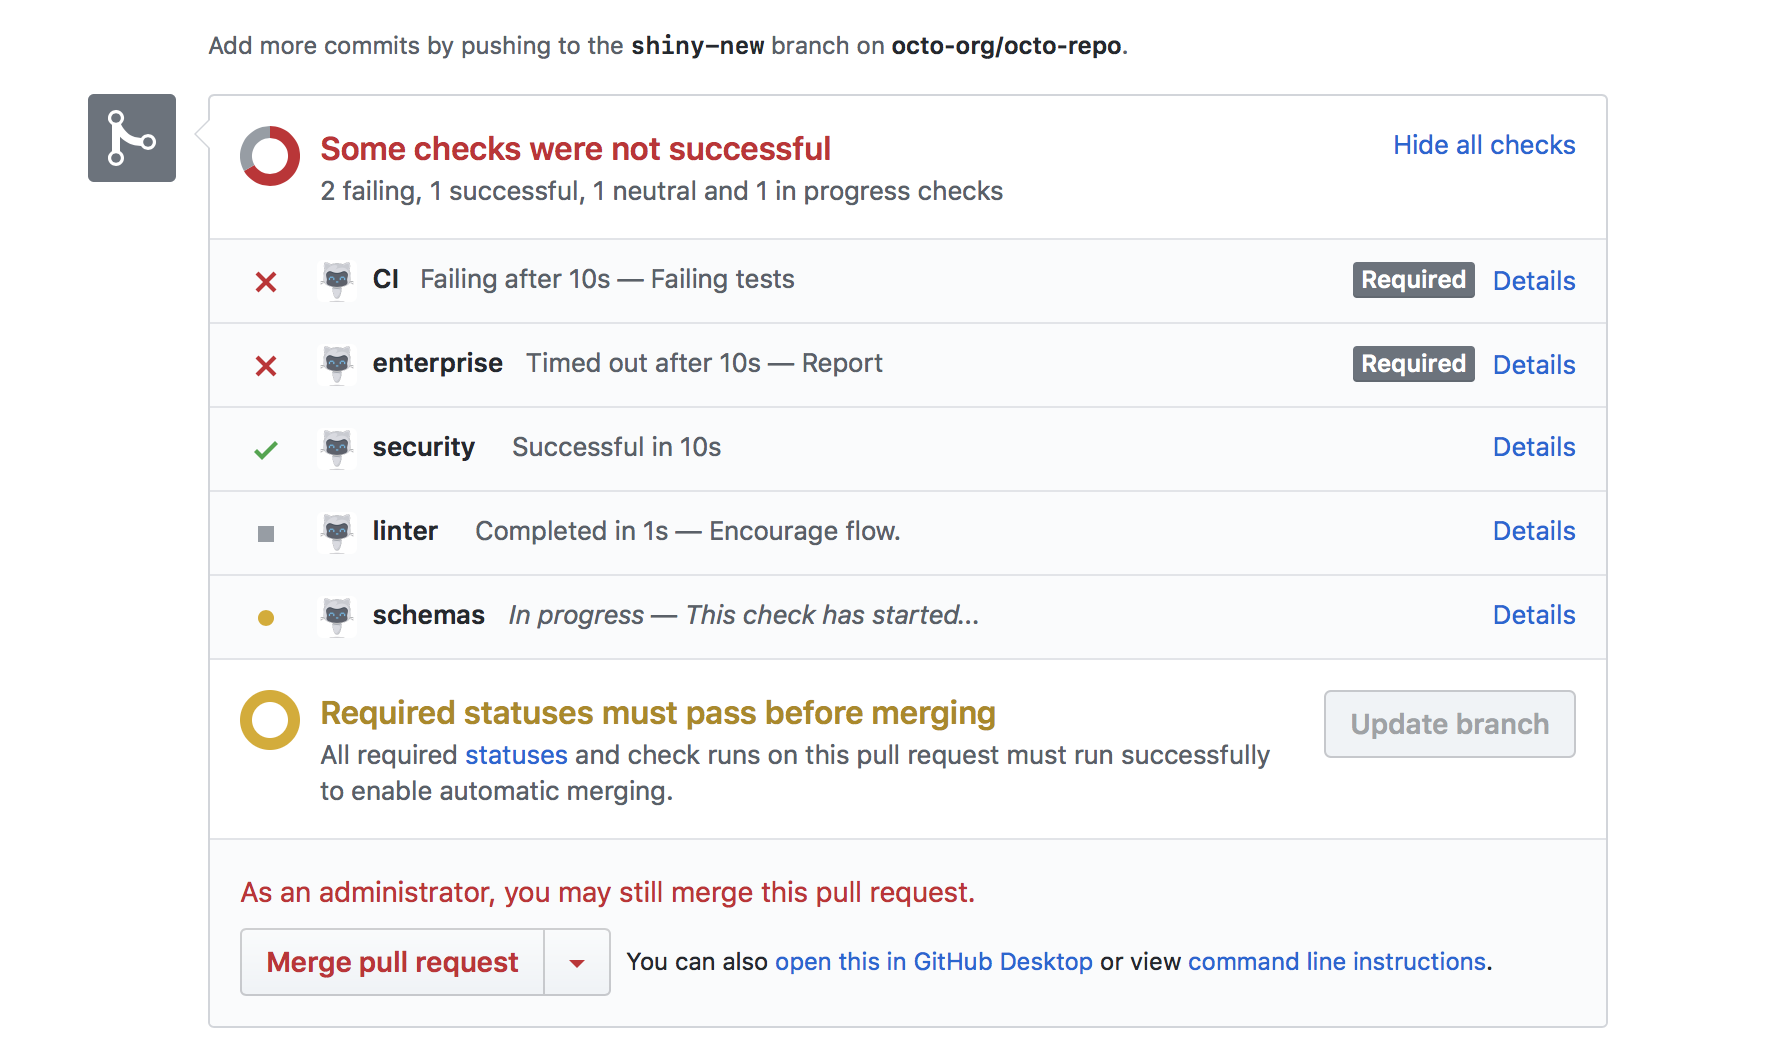 Add more commits by pushing to the shiny-new branch on octo-org/octo-repo.
Some checks were not successful
Hide all checks
2 failing, 1 successful, 1 neutral and 1 in progress checks
CI Failing after 10s — Failing tests Required Details
enterprise Timed out after 10s — Report Required Details
security Successful in 10s Details
linter Completed in 1s — Encourage flow. Details
schemas In progress — This check has started... Details
Required statuses must pass before merging
All required statuses and check runs on this pull request must run successfully
to enable automatic merging.
Update branch
As an administrator, you may still merge this pull request.
Merge pull request
You can also open this in GitHub Desktop or view command line instructions.